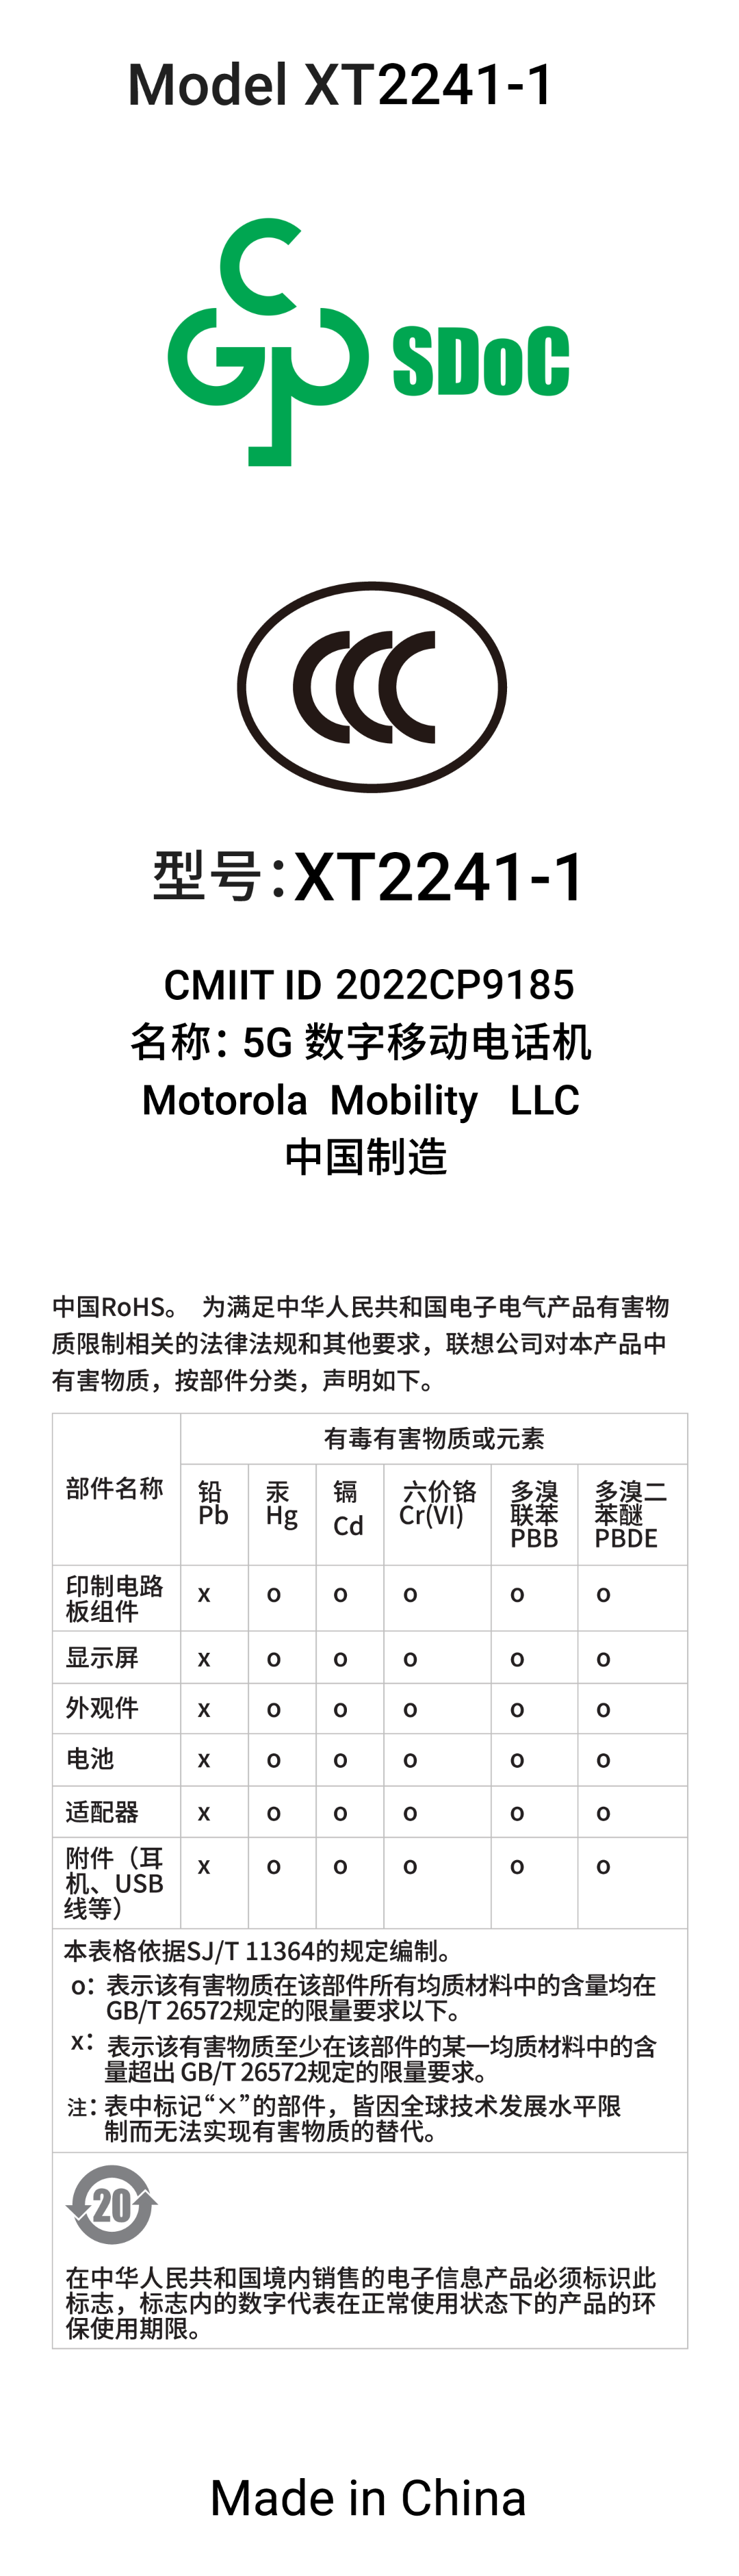 Model XT2241-1
CGP SDoC
CCC
型号：XT2241-1
CMIIT ID 2022CP9185
名称：5G 数字移动电话机
Motorola Mobility LLC
中国制造
中国RoHS。 为满足中华人民共和国电子电气产品有害物
质限制相关的法律法规和其他要求，联想公司对本产品中
有害物质，按部件分类，声明如下。
有毒有害物质或元素
部件名称 铅 汞 镉 六价铬 多溴 多溴二
联苯 苯醚
Pb Hg Cd Cr(VI) PBB PBDE
印制电路 x o o o o o
板组件
显示屏 x o o o o o
外观件 x o o o o o
电池 x o o o o o
适配器 x o o o o o
附件（耳 x o o o o o
机、USB
线等）
本表格依据SJ/T 11364的规定编制。
o：表示该有害物质在该部件所有均质材料中的含量均在
GB/T 26572规定的限量要求以下。
x：表示该有害物质至少在该部件的某一均质材料中的含
量超出 GB/T 26572规定的限量要求。
注：表中标记“×”的部件，皆因全球技术发展水平限
制而无法实现有害物质的替代。
20
在中华人民共和国境内销售的电子信息产品必须标识此
标志，标志内的数字代表在正常使用状态下的产品的环
保使用期限。
Made in China